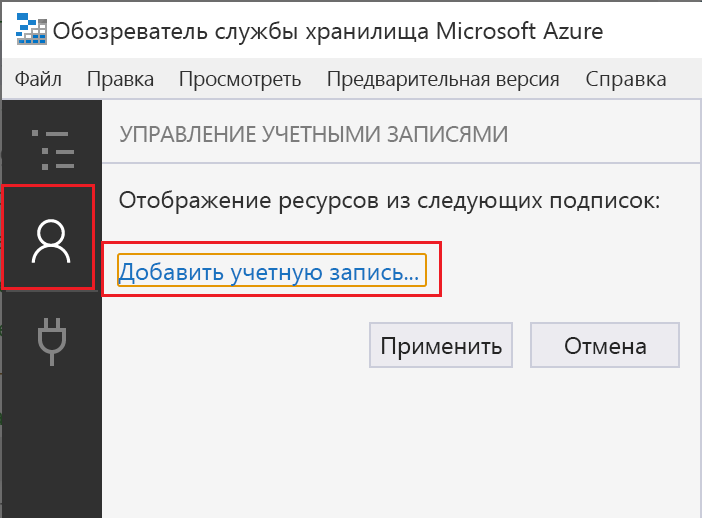 Обозреватель службы хранилища Microsoft Azure
Файл Правка Просмотреть Предварительная версия Справка
УПРАВЛЕНИЕ УЧЕТНЫМИ ЗАПИСЯМИ
Отображение ресурсов из следующих подписок:
Добавить учетную запись...
Применить Отмена